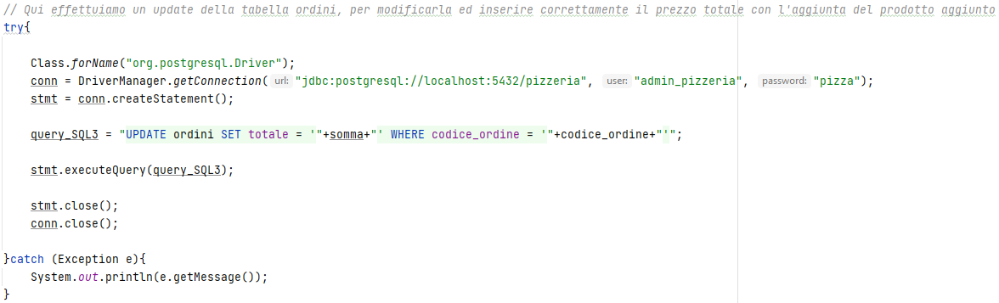 // Qui effettuiamo un update della tabella ordini, per modificarla ed inserire correttamente il prezzo totale con l'aggiunta del prodotto aggiunto
try{
Class.forName("org.postgresql.Driver");
conn = DriverManager.getConnection( url: "jdbc:postgresql://localhost:5432/pizzeria", user: "admin_pizzeria", password: "pizza");
stmt = conn.createStatement();
query_SQL3 = "UPDATE ordini SET totale = '"+somma+"' WHERE codice_ordine = '"+codice_ordine+"'";
stmt.executeQuery(query_SQL3);
stmt.close();
conn.close();
}catch (Exception e){
System.out.println(e.getMessage());
}